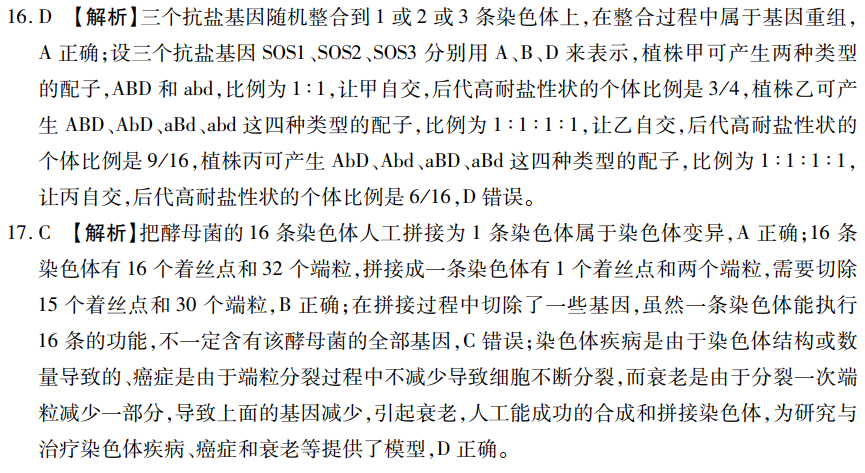 16. D 【解析】三个抗盐基因随机整合到 1 或 2 或 3 条染色体上,在整合过程中属于基因重组,
A 正确;设三个抗盐基因 SOS1、SOS2、SOS3 分别用 A、B、D 来表示,植株甲可产生两种类型
的配子,ABD 和 abd,比例为 1∶1,让甲自交,后代高耐盐性状的个体比例是 3/4,植株乙可产
生 ABD、AbD、aBd、abd 这四种类型的配子,比例为 1∶1∶1∶1,让乙自交,后代高耐盐性状的
个体比例是 9/16,植株丙可产生 AbD、Abd、aBD、aBd 这四种类型的配子,比例为 1∶1∶1∶1,
让丙自交,后代高耐盐性状的个体比例是 6/16,D 错误。
17. C 【解析】把酵母菌的 16 条染色体人工拼接为 1 条染色体属于染色体变异,A 正确;16 条
染色体有 16 个着丝点和 32 个端粒,拼接成一条染色体有 1 个着丝点和两个端粒,需要切除
15 个着丝点和 30 个端粒,B 正确;在拼接过程中切除了一些基因,虽然一条染色体能执行
16 条的功能,不一定含有该酵母菌的全部基因,C 错误;染色体疾病是由于染色体结构或数
量导致的、癌症是由于端粒分裂过程中不减少导致细胞不断分裂,而衰老是由于分裂一次端
粒减少一部分,导致上面的基因减少,引起衰老,人工能成功的合成和拼接染色体,为研究与
治疗染色体疾病、癌症和衰老等提供了模型,D 正确。